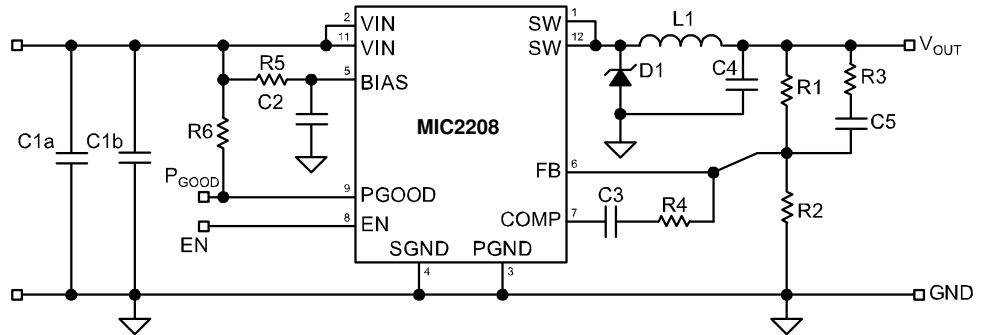 1
L1
2 VIN
SW
V_OUT
11 VIN
SW 12
R5
5 BIAS
D1
C4
R1
R3
C2
R6
C5
C1a
C1b
MIC2208
P_GOOD
FB 6
9 PGOOD
C3
R4
R2
8 EN
COMP 7
EN
SGND
PGND
4
3
GND